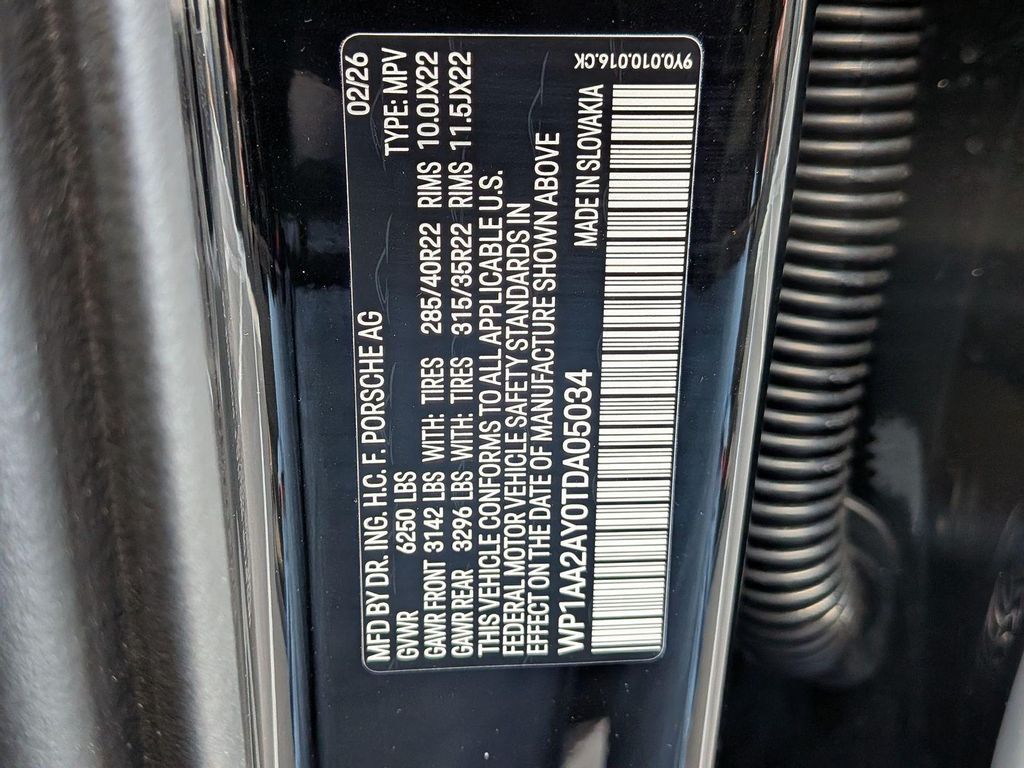 MFD BY DR. ING. H.C. F. PORSCHE AG 02/26
GVWR 6250 LBS TYPE: MPV
GAWR FRONT 3142 LBS WITH: TIRES 285/40R22 RIMS 10.0JX22
GAWR REAR 3296 LBS WITH: TIRES 315/35R22 RIMS 11.5JX22
THIS VEHICLE CONFORMS TO ALL APPLICABLE U.S.
FEDERAL MOTOR VEHICLE SAFETY STANDARDS IN
EFFECT ON THE DATE OF MANUFACTURE SHOWN ABOVE
WP1AA2AY0TDA05034 MADE IN SLOVAKIA
9Y0.010.016.CK